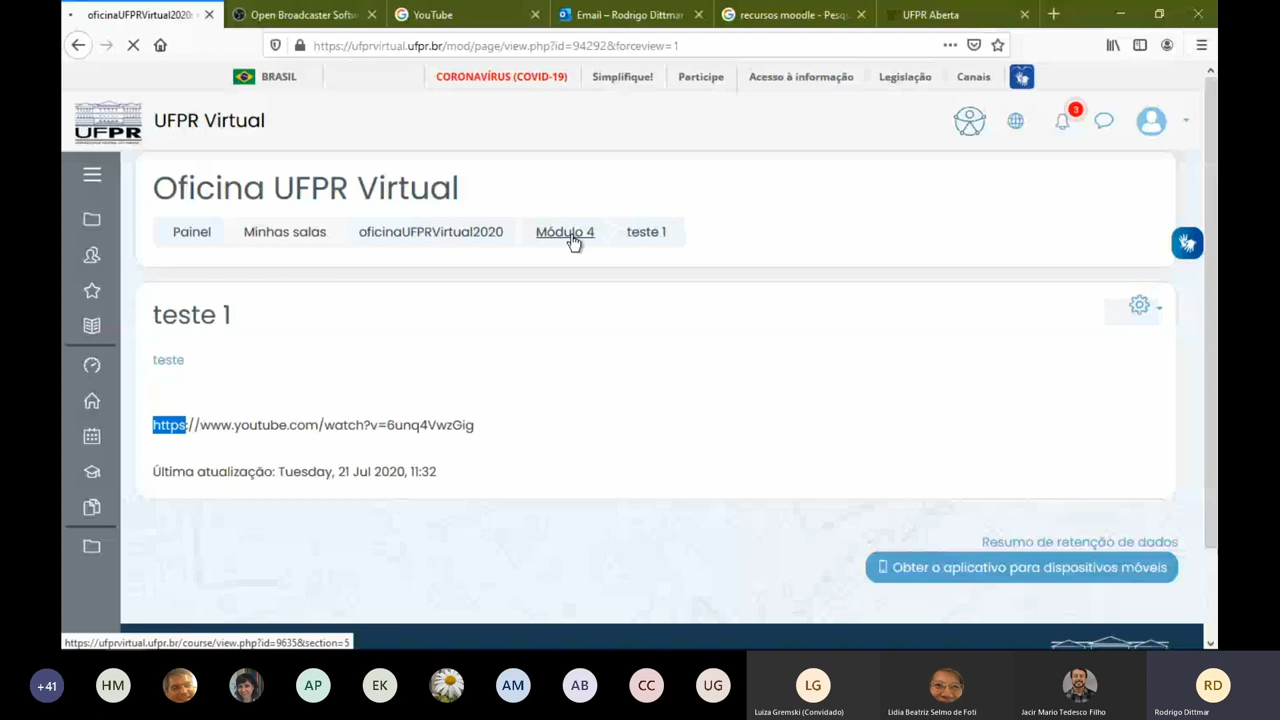 oficinaUFPRVirtual2020:
Open Broadcaster Softw
YouTube
Email – Rodrigo Dittmar
recursos moodle - Pesq
UFPR Aberta
https://ufprvirtual.ufpr.br/mod/page/view.php?id=94292&forceview=1
BRASIL
CORONAVÍRUS (COVID-19)
Simplifique!
Participe
Acesso à informação
Legislação
Canais
UFPR
UFPR Virtual
3
Oficina UFPR Virtual
Painel
Minhas salas
oficinaUFPRVirtual2020
Módulo 4
teste 1
teste 1
teste
https://www.youtube.com/watch?v=6unq4VwzGig
Última atualização: Tuesday, 21 Jul 2020, 11:32
Resumo de retenção de dados
Obter o aplicativo para dispositivos móveis
https://ufprvirtual.ufpr.br/course/view.php?id=9635&section=5
+41
HM
AP
EK
AM
AB
CC
UG
LG
RD
Luiza Gremski (Convidado)
Lidia Beatriz Selmo de Foti
Jacir Mario Tedesco Filho
Rodrigo Dittmar